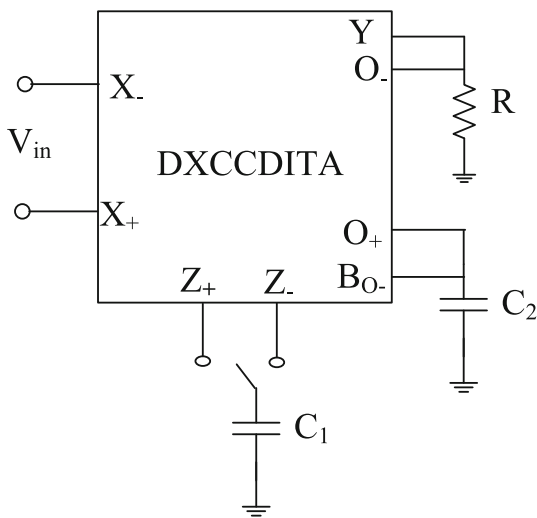 Y
O-
R
X-
Vin
DXCCDITA
X+
O+
Z+ Z- BO-
C2
C1